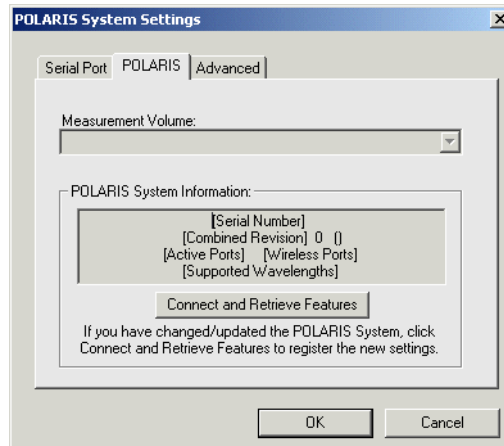 POLARIS System Settings
Serial Port POLARIS Advanced
Measurement Volume:
POLARIS System Information:
[Serial Number]
[Combined Revision] 0 ()
[Active Ports] [Wireless Ports]
[Supported Wavelengths]
Connect and Retrieve Features
If you have changed/updated the POLARIS System, click
Connect and Retrieve Features to register the new settings.
OK Cancel